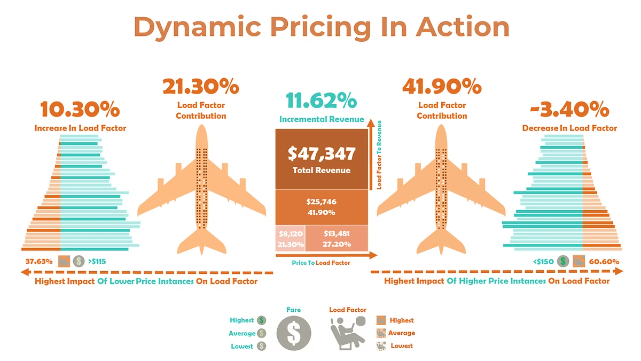 Dynamic Pricing In Action
10.30%
Increase In Load Factor
37.63%
>$115
21.30%
Load Factor
Contribution
11.62%
Incremental Revenue
$47,347
Total Revenue
$25,746
41.90%
$8,120
21.30%
$13,481
27.20%
Load Factor To Revenue
Price To Load Factor
41.90%
Load Factor
Contribution
-3.40%
Decrease In Load Factor
<$150
60.60%
Highest Impact Of Lower Price Instances On Load Factor
Highest Impact Of Higher Price Instances On Load Factor
Fare
Highest
Average
Lowest
Load Factor
Highest
Average
Lowest